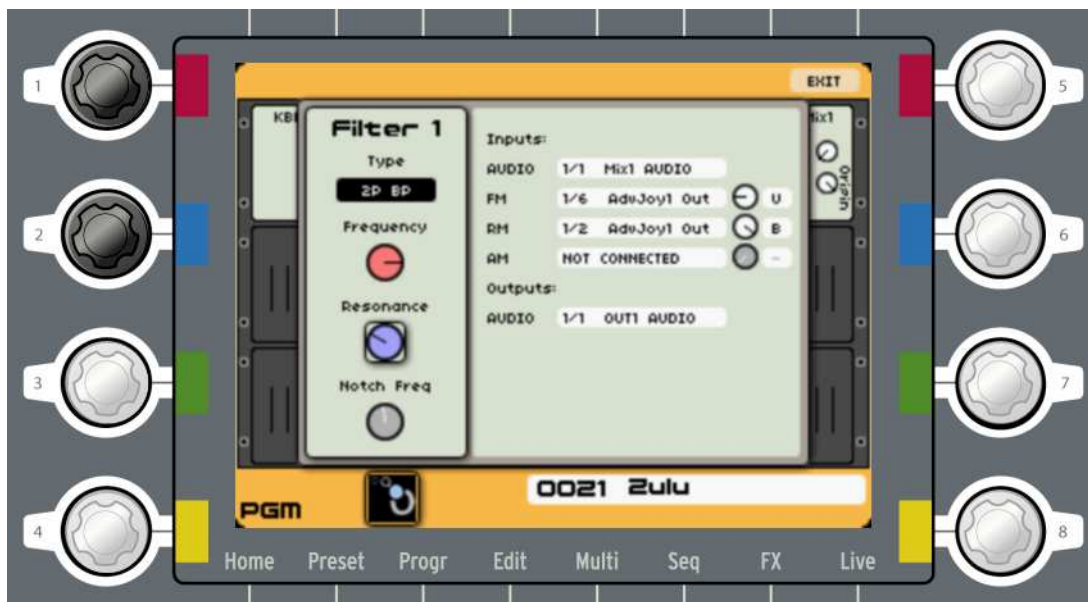 EXIT
KB
Mix1
Filter 1
Type
2P BP
Frequency
Resonance
Notch Freq
Inputs:
AUDIO 1/1 Mix1 AUDIO
FM 1/6 AdvJoy1 Out U
RM 1/2 AdvJoy1 Out B
AM NOT CONNECTED -
Outputs:
AUDIO 1/1 OUT1 AUDIO
PGM
0021 Zulu
Home Preset Progr Edit Multi Seq FX Live
1
2
3
4
5
6
7
8